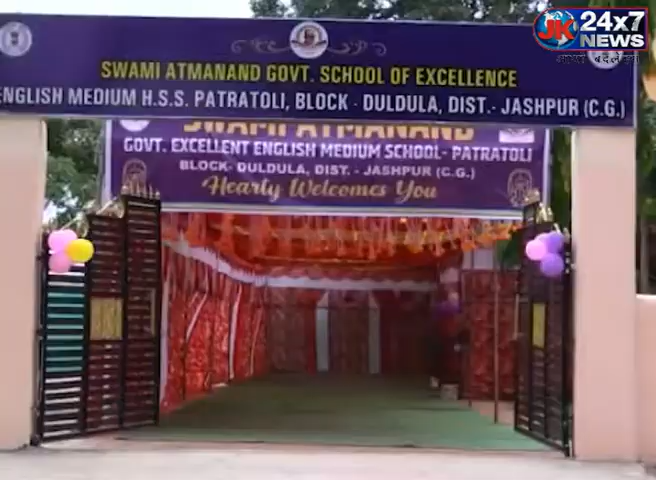 JK 24x7
NEWS
SWAMI ATMANAND GOVT. SCHOOL OF EXCELLENCE
ENGLISH MEDIUM H.S.S. PATRATOLI, BLOCK - DULDULA, DIST.- JASHPUR (C.G.)
SWAMI ATMANAND
GOVT. EXCELLENT ENGLISH MEDIUM SCHOOL- PATRATOLI
BLOCK- DULDULA, DIST. - JASHPUR (C.G.)
Hearly Welcomes You